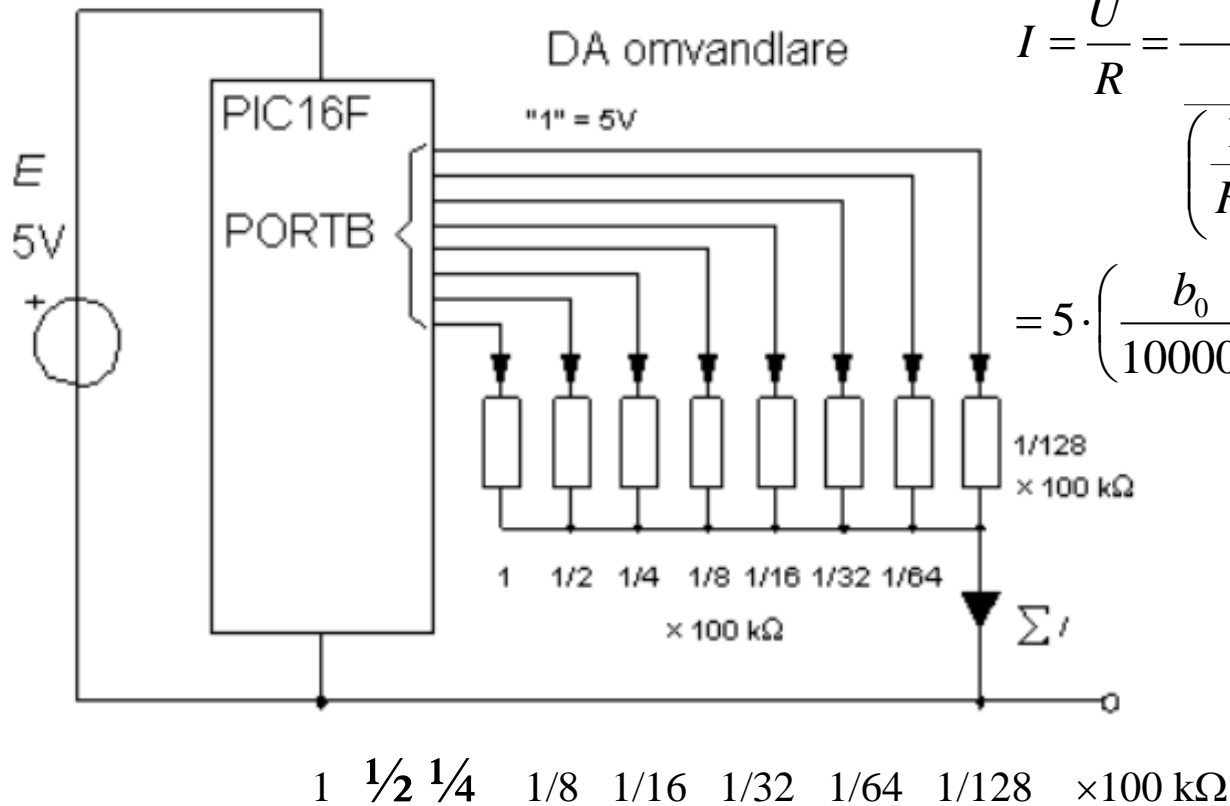 DA omvandlare
I = U/R =
PIC16F
"1" = 5V
E
5V
+
PORTB
= 5 · ( b₀ / 10000
1/128
× 100 kΩ
1 1/2 1/4 1/8 1/16 1/32 1/64
× 100 kΩ
∑ I
1 ½ ¼ 1/8 1/16 1/32 1/64 1/128 ×100 kΩ